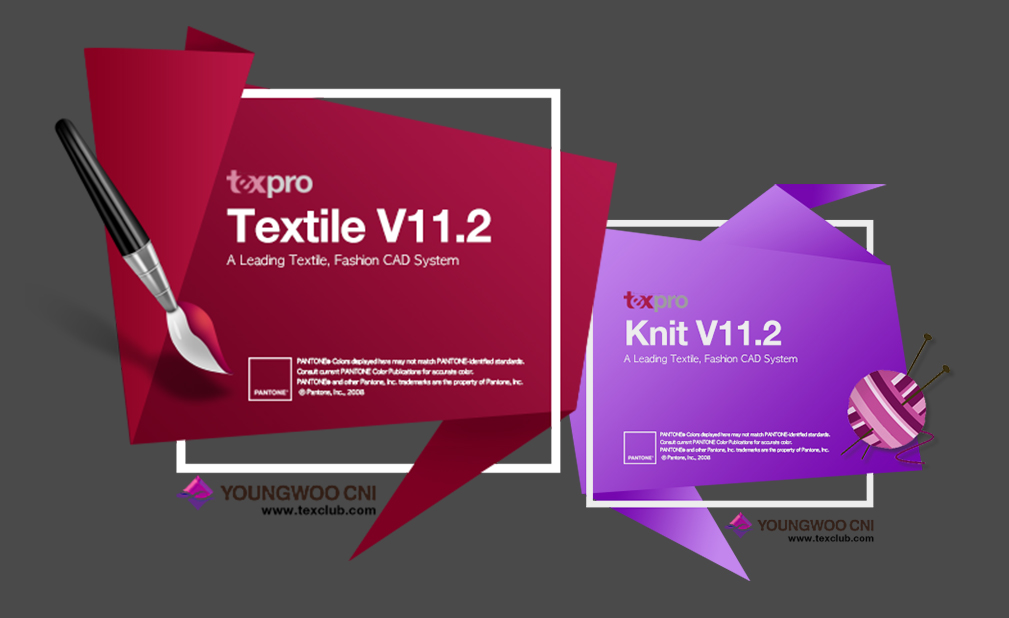 texpro
Textile V11.2
A Leading Textile, Fashion CAD System
PANTONE® Colors displayed here may not match PANTONE-identified standards.
Consult current PANTONE Color Publications for accurate color.
PANTONE® and other Pantone, Inc. trademarks are the property of Pantone, Inc.
© Pantone, Inc., 2008
PANTONE®
YOUNGWOO CNI
www.texclub.com
texpro
Knit V11.2
A Leading Textile, Fashion CAD System
PANTONE® Colors displayed here may not match PANTONE-identified standards.
Consult current PANTONE Color Publications for accurate color.
PANTONE® and other Pantone, Inc. trademarks are the property of Pantone, Inc.
© Pantone, Inc., 2008
PANTONE®
YOUNGWOO CNI
www.texclub.com